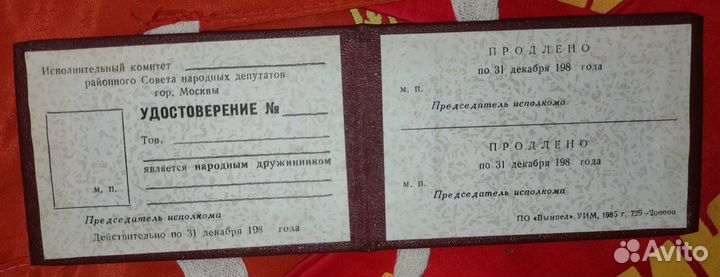 Исполнительный комитет
районного Совета народных депутатов
гор. Москвы
УДОСТОВЕРЕНИЕ №
Тов.
является народным дружинником
м. п.
Председатель исполкома
Действительно по 31 декабря 198 года
ПРОДЛЕНО
по 31 декабря 198 года
м. п.
Председатель исполкома
ПРОДЛЕНО
по 31 декабря 198 года
м. п.
Председатель исполкома
ПО «Вымпел» УИМ, 1985 г. 729—200000
Avito